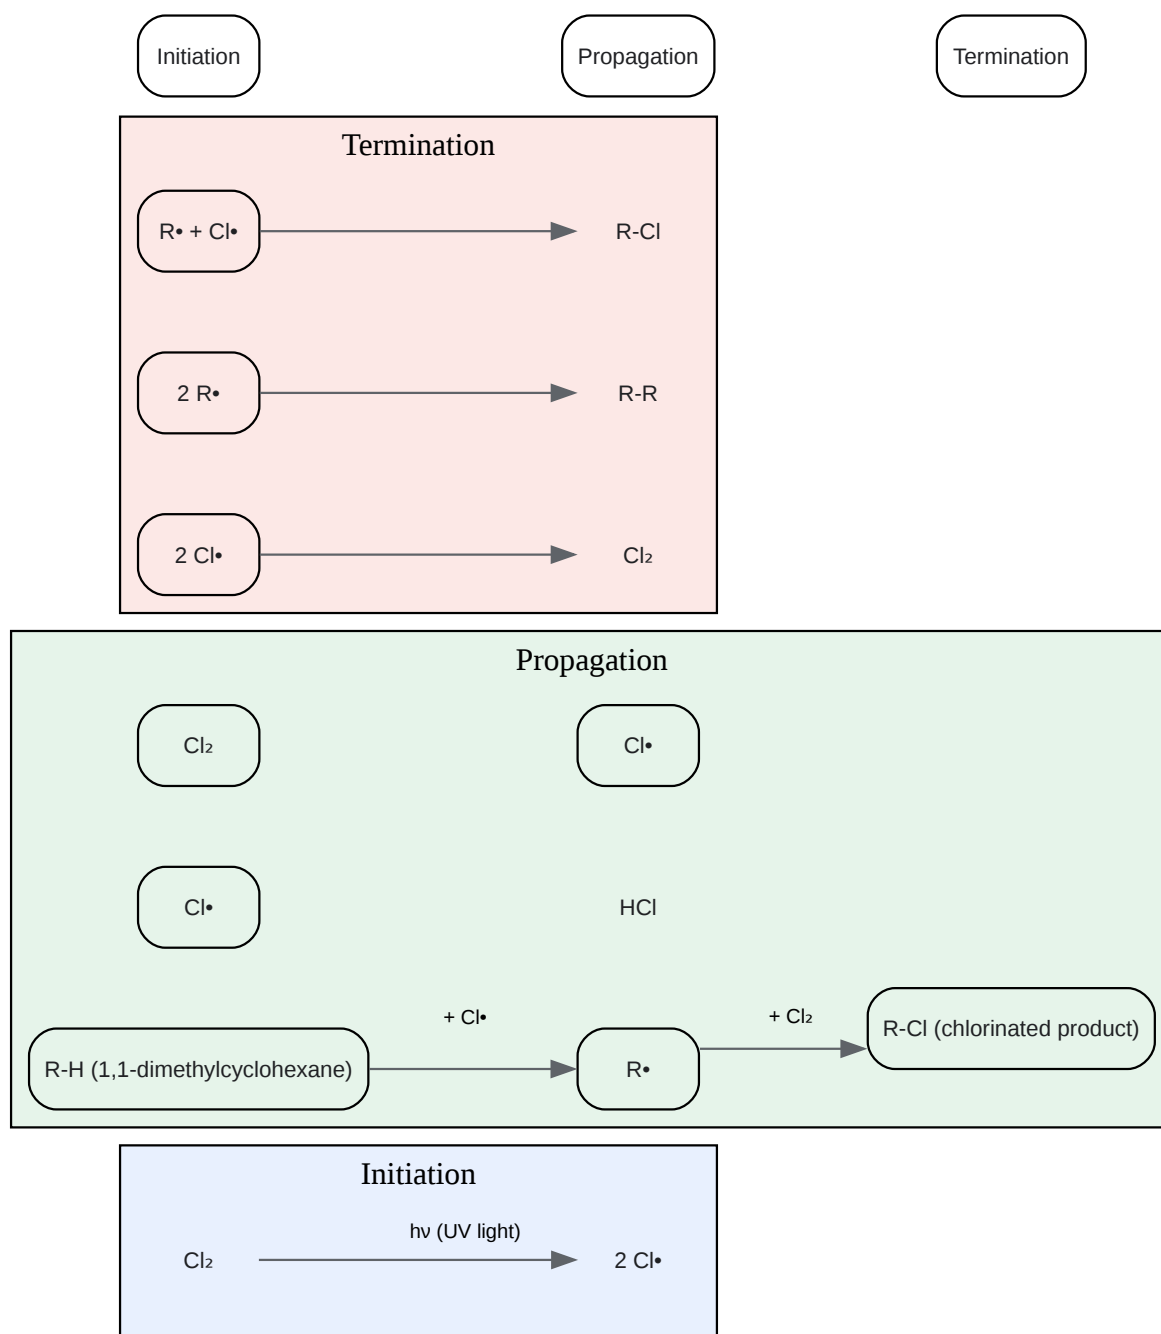 Initiation
Propagation
Termination
Termination
R• + Cl•
R-Cl
2 R•
R-R
2 Cl•
Cl₂
Propagation
Cl₂
Cl•
Cl•
HCl
R-H (1,1-dimethylcyclohexane)
+ Cl•
R•
+ Cl₂
R-Cl (chlorinated product)
Initiation
Cl₂
hν (UV light)
2 Cl•